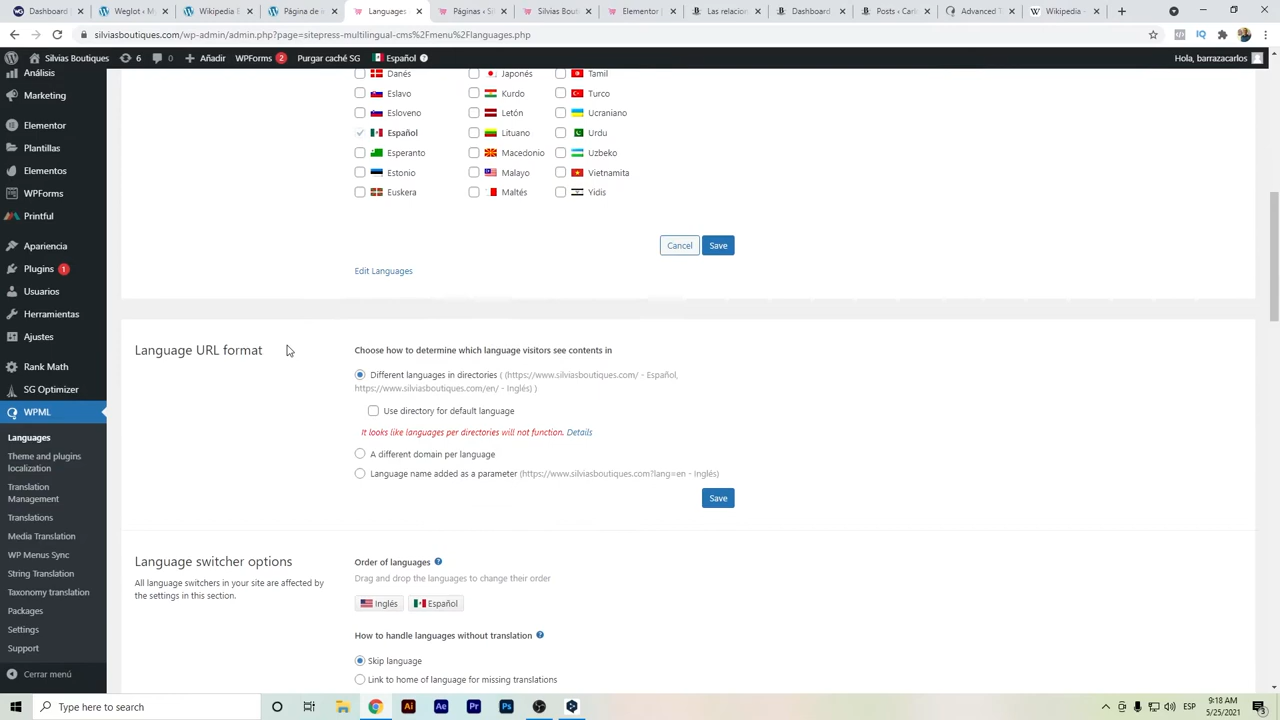 Dashboard
Languages
Página de
Página de
Silvias Bo
Página de
Elementor
Las relacion
Dashboard
Posts ‹ Carlo
Advanced T
Wikipedia -
silviasboutiques.com/wp-admin/admin.php?page=sitepress-multilingual-cms%2Fmenu%2Flanguages.php
Silvias Boutiques 6 0 Añadir WPForms 2 Purgar caché SG Español
Hola, barrazacarlos
Análisis
Marketing
Elementor
Plantillas
Elementos
WPForms
Printful
Apariencia
Plugins 1
Usuarios
Herramientas
Ajustes
Rank Math
SG Optimizer
WPML
Languages
Theme and plugins
localization
Translation
Management
Translations
Media Translation
WP Menus Sync
String Translation
Taxonomy translation
Packages
Settings
Support
Cerrar menú
Danés Japonés Tamil
Eslavo Kurdo Turco
Esloveno Letón Ucraniano
Español Lituano Urdu
Esperanto Macedonio Uzbeko
Estonio Malayo Vietnamita
Euskera Maltés Yidis
Cancel Save
Edit Languages
Language URL format
Choose how to determine which language visitors see contents in
Different languages in directories ( (https://www.silviasboutiques.com/ - Español,
https://www.silviasboutiques.com/en/ - Inglés) )
Use directory for default language
It looks like languages per directories will not function. Details
A different domain per language
Language name added as a parameter (https://www.silviasboutiques.com?lang=en - Inglés)
Save
Language switcher options
All language switchers in your site are affected by
the settings in this section.
Order of languages
Drag and drop the languages to change their order
Inglés Español
How to handle languages without translation
Skip language
Link to home of language for missing translations
Type here to search
ESP
9:18 AM
5/25/2021